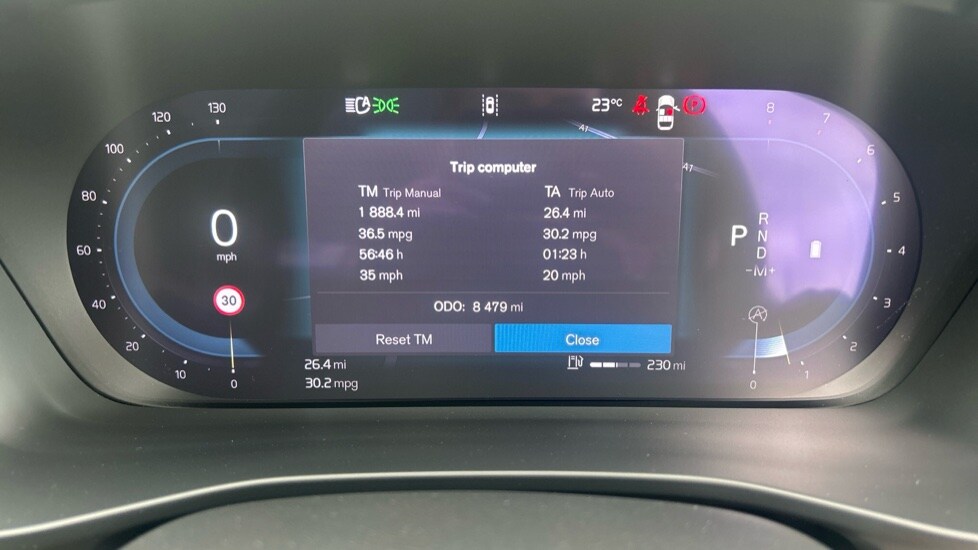 130
120
100
80
60
40
20
10
0
23°C
8
7
6
5
4
3
2
1
0
A1
A1
Trip computer
TM Trip Manual
TA Trip Auto
1 888.4 mi
26.4 mi
36.5 mpg
30.2 mpg
56:46 h
01:23 h
35 mph
20 mph
ODO: 8 479 mi
Reset TM
Close
0
mph
30
P
R
N
D
-M+
A
26.4 mi
30.2 mpg
230 mi